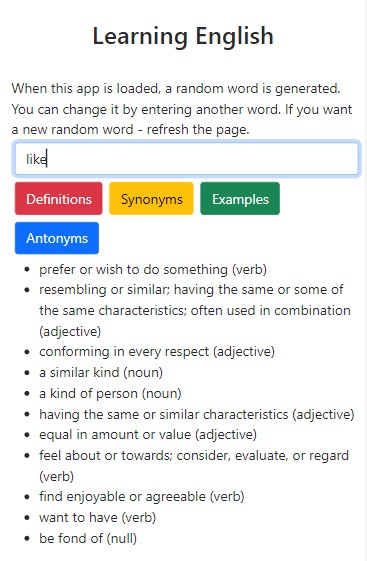 Learning English
When this app is loaded, a random word is generated.
You can change it by entering another word. If you want
a new random word - refresh the page.
like
Definitions Synonyms Examples
Antonyms
• prefer or wish to do something (verb)
• resembling or similar; having the same or some of
the same characteristics; often used in combination
(adjective)
• conforming in every respect (adjective)
• a similar kind (noun)
• a kind of person (noun)
• having the same or similar characteristics (adjective)
• equal in amount or value (adjective)
• feel about or towards; consider, evaluate, or regard
(verb)
• find enjoyable or agreeable (verb)
• want to have (verb)
• be fond of (null)